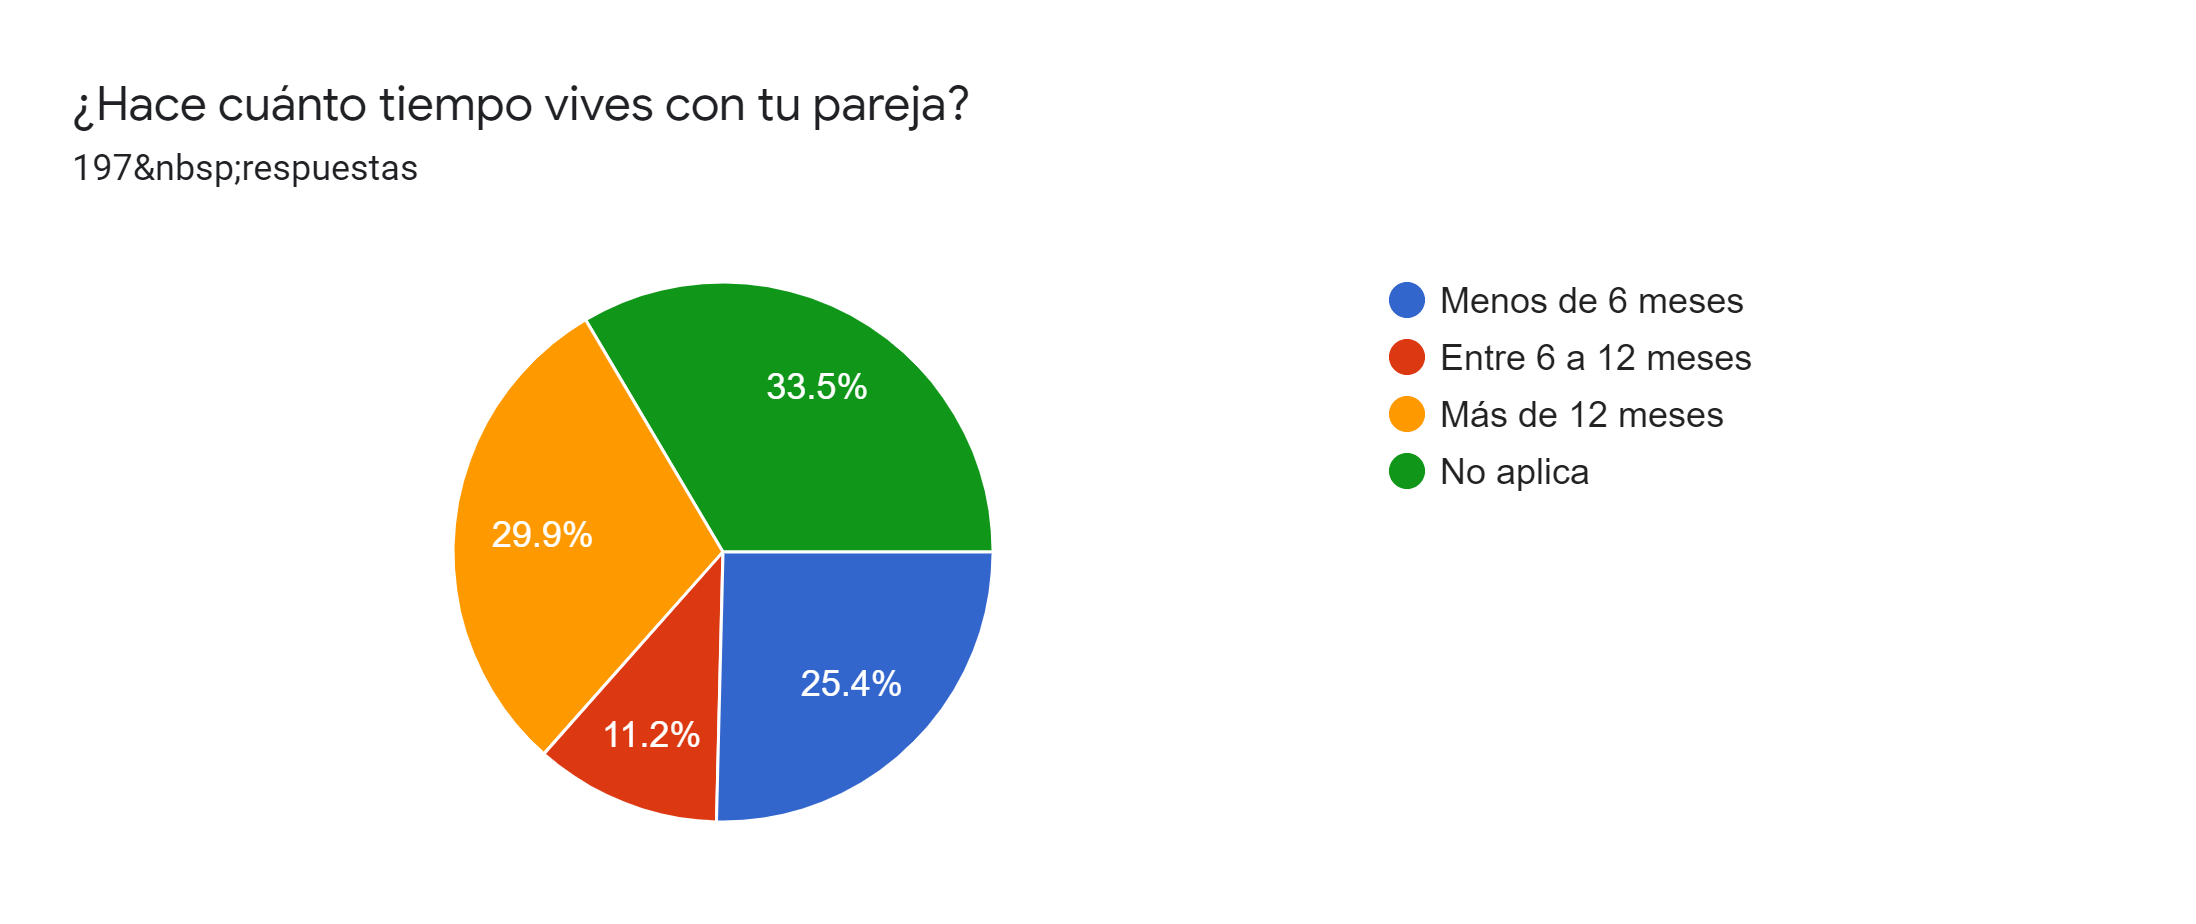 ¿Hace cuánto tiempo vives con tu pareja?
197&nbsp;respuestas
33.5%
29.9%
25.4%
11.2%
Menos de 6 meses
Entre 6 a 12 meses
Más de 12 meses
No aplica